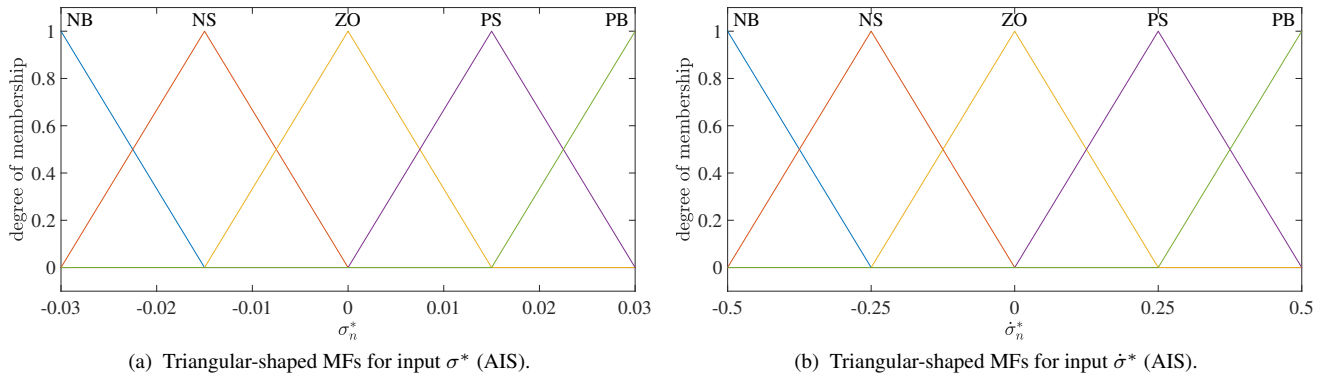 NB NS ZO PS PB
1
0.8
0.6
0.4
0.2
0
degree of membership
-0.03 -0.02 -0.01 0 0.01 0.02 0.03
σ*ₙ
(a) Triangular-shaped MFs for input σ* (AIS).
NB NS ZO PS PB
1
0.8
0.6
0.4
0.2
0
degree of membership
-0.5 -0.25 0 0.25 0.5
σ̇*ₙ
(b) Triangular-shaped MFs for input σ̇* (AIS).